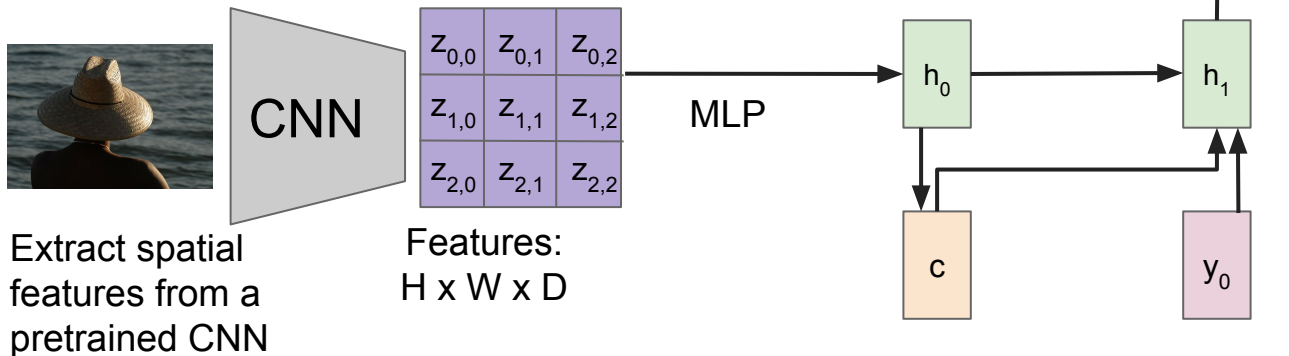 CNN
z0,0 z0,1 z0,2
z1,0 z1,1 z1,2
z2,0 z2,1 z2,2
MLP
h0
h1
c
y0
Extract spatial
features from a
pretrained CNN
Features:
H x W x D